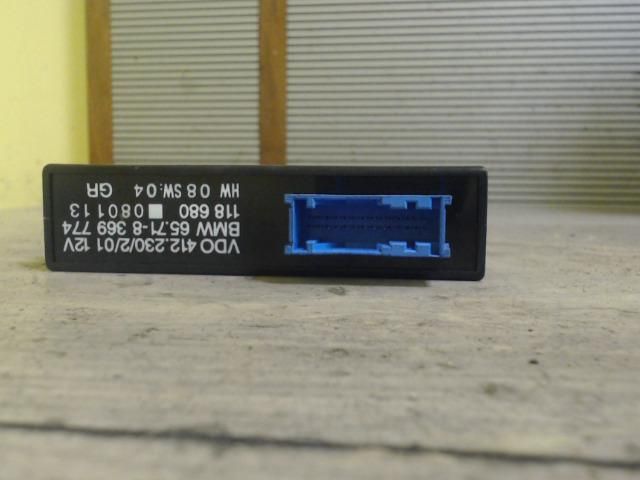 VDO 412.230/2/01 12V
BMW 65.71-8 369 774
118 680 080113
HW 08 SW:04 GR